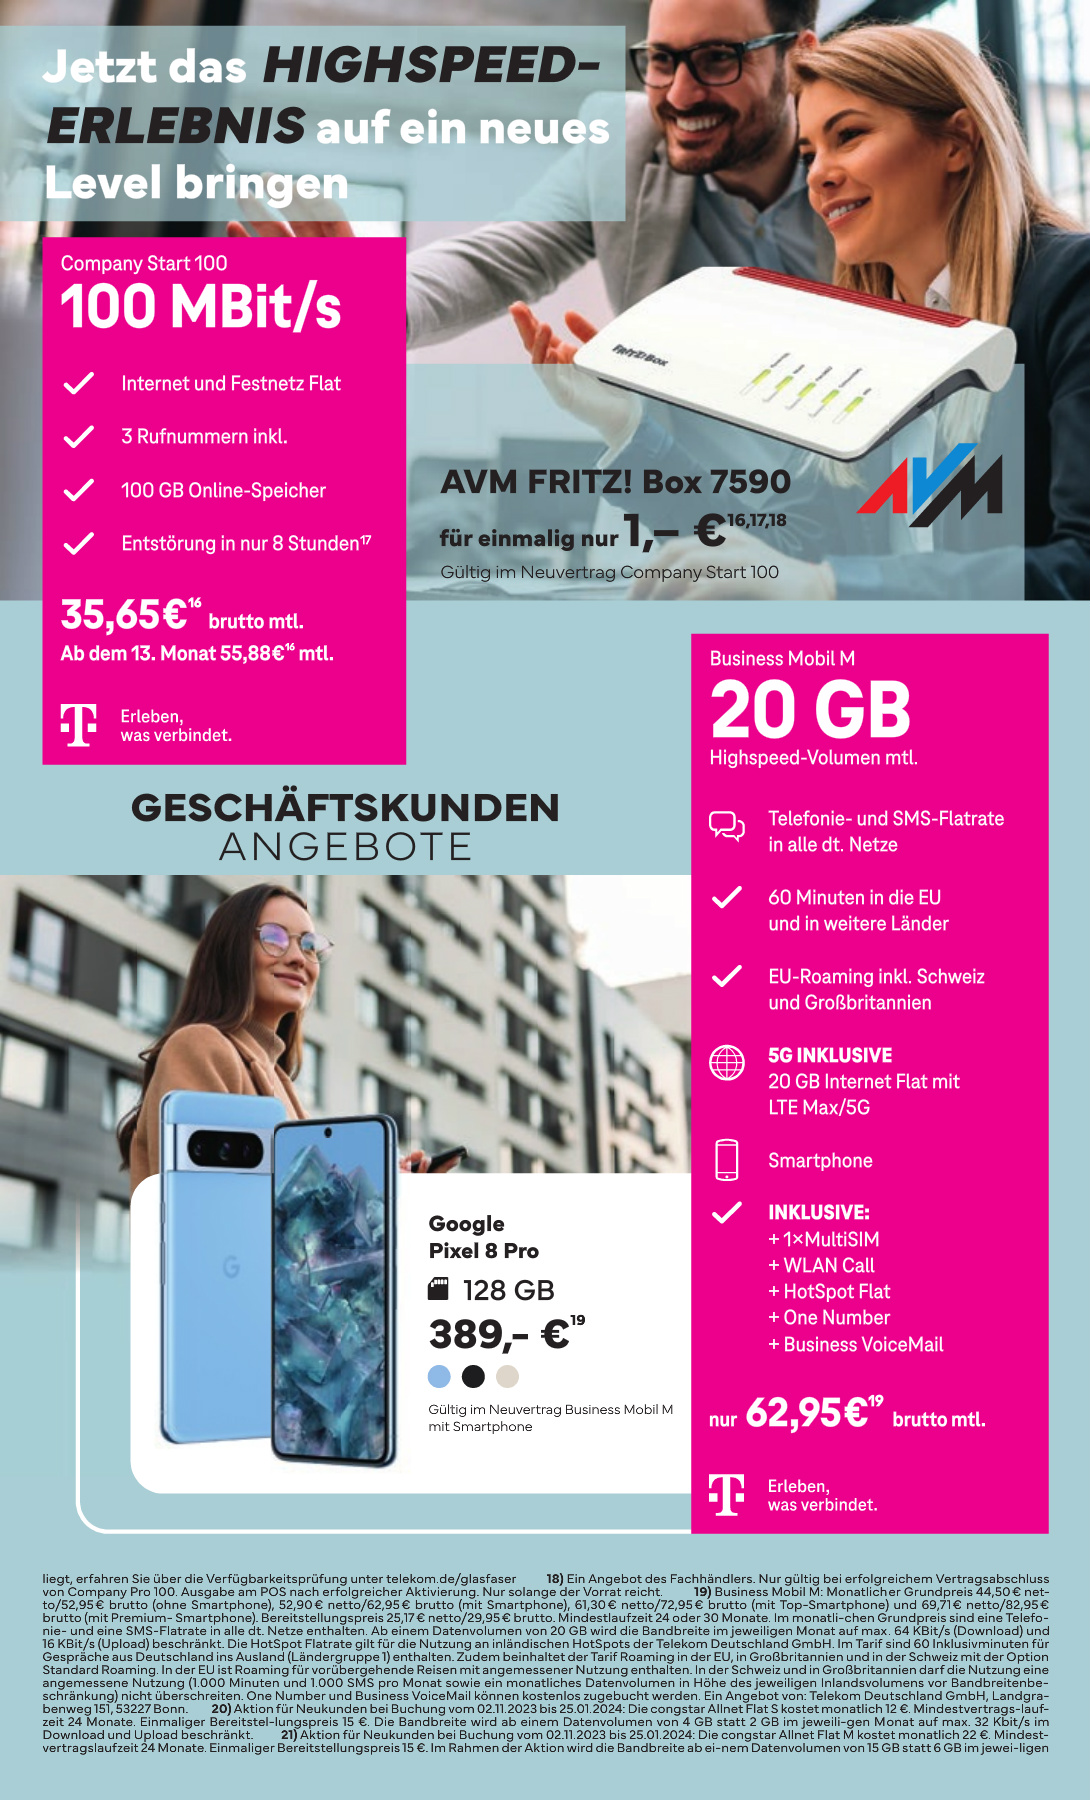 Jetzt das HIGHSPEED-
ERLEBNIS auf ein neues
Level bringen
Company Start 100
100 MBit/s
Internet und Festnetz Flat
3 Rufnummern inkl.
100 GB Online-Speicher
Entstörung in nur 8 Stunden17
35,65€16 brutto mtl.
Ab dem 13. Monat 55,88€16 mtl.
T Erleben,
was verbindet.
FRITZ!Box
AVM FRITZ! Box 7590
für einmalig nur 1,– €16,17,18
Gültig im Neuvertrag Company Start 100
AVM
GESCHÄFTSKUNDEN
ANGEBOTE
Business Mobil M
20 GB
Highspeed-Volumen mtl.
Telefonie- und SMS-Flatrate
in alle dt. Netze
60 Minuten in die EU
und in weitere Länder
EU-Roaming inkl. Schweiz
und Großbritannien
5G INKLUSIVE
20 GB Internet Flat mit
LTE Max/5G
Smartphone
INKLUSIVE:
+ 1×MultiSIM
+ WLAN Call
+ HotSpot Flat
+ One Number
+ Business VoiceMail
nur 62,95€19 brutto mtl.
T Erleben,
was verbindet.
G
Google
Pixel 8 Pro
128 GB
389,- €19
Gültig im Neuvertrag Business Mobil M
mit Smartphone
liegt, erfahren Sie über die Verfügbarkeitsprüfung unter telekom.de/glasfaser 18) Ein Angebot des Fachhändlers. Nur gültig bei erfolgreichem Vertragsabschluss
von Company Pro 100. Ausgabe am POS nach erfolgreicher Aktivierung. Nur solange der Vorrat reicht. 19) Business Mobil M: Monatlicher Grundpreis 44,50 € net-
to/52,95 € brutto (ohne Smartphone), 52,90 € netto/62,95 € brutto (mit Smartphone), 61,30 € netto/72,95 € brutto (mit Top-Smartphone) und 69,71 € netto/82,95 €
brutto (mit Premium- Smartphone). Bereitstellungspreis 25,17 € netto/29,95 € brutto. Mindestlaufzeit 24 oder 30 Monate. Im monatli-chen Grundpreis sind eine Telefo-
nie- und eine SMS-Flatrate in alle dt. Netze enthalten. Ab einem Datenvolumen von 20 GB wird die Bandbreite im jeweiligen Monat auf max. 64 KBit/s (Download) und
16 KBit/s (Upload) beschränkt. Die HotSpot Flatrate gilt für die Nutzung an inländischen HotSpots der Telekom Deutschland GmbH. Im Tarif sind 60 Inklusivminuten für
Gespräche aus Deutschland ins Ausland (Ländergruppe 1) enthalten. Zudem beinhaltet der Tarif Roaming in der EU, in Großbritannien und in der Schweiz mit der Option
Standard Roaming. In der EU ist Roaming für vorübergehende Reisen mit angemessener Nutzung enthalten. In der Schweiz und in Großbritannien darf die Nutzung eine
angemessene Nutzung (1.000 Minuten und 1.000 SMS pro Monat sowie ein monatliches Datenvolumen in Höhe des jeweiligen Inlandsvolumens vor Bandbreitenbe-
schränkung) nicht überschreiten. One Number und Business VoiceMail können kostenlos zugebucht werden. Ein Angebot von: Telekom Deutschland GmbH, Landgra-
benweg 151, 53227 Bonn. 20) Aktion für Neukunden bei Buchung vom 02.11.2023 bis 25.01.2024: Die congstar Allnet Flat S kostet monatlich 12 €. Mindestvertrags-lauf-
zeit 24 Monate. Einmaliger Bereitstel-lungspreis 15 €. Die Bandbreite wird ab einem Datenvolumen von 4 GB statt 2 GB im jeweili-gen Monat auf max. 32 Kbit/s im
Download und Upload beschränkt. 21) Aktion für Neukunden bei Buchung vom 02.11.2023 bis 25.01.2024: Die congstar Allnet Flat M kostet monatlich 22 €. Mindest-
vertragslaufzeit 24 Monate. Einmaliger Bereitstellungspreis 15 €. Im Rahmen der Aktion wird die Bandbreite ab ei-nem Datenvolumen von 15 GB statt 6 GB im jewei-ligen